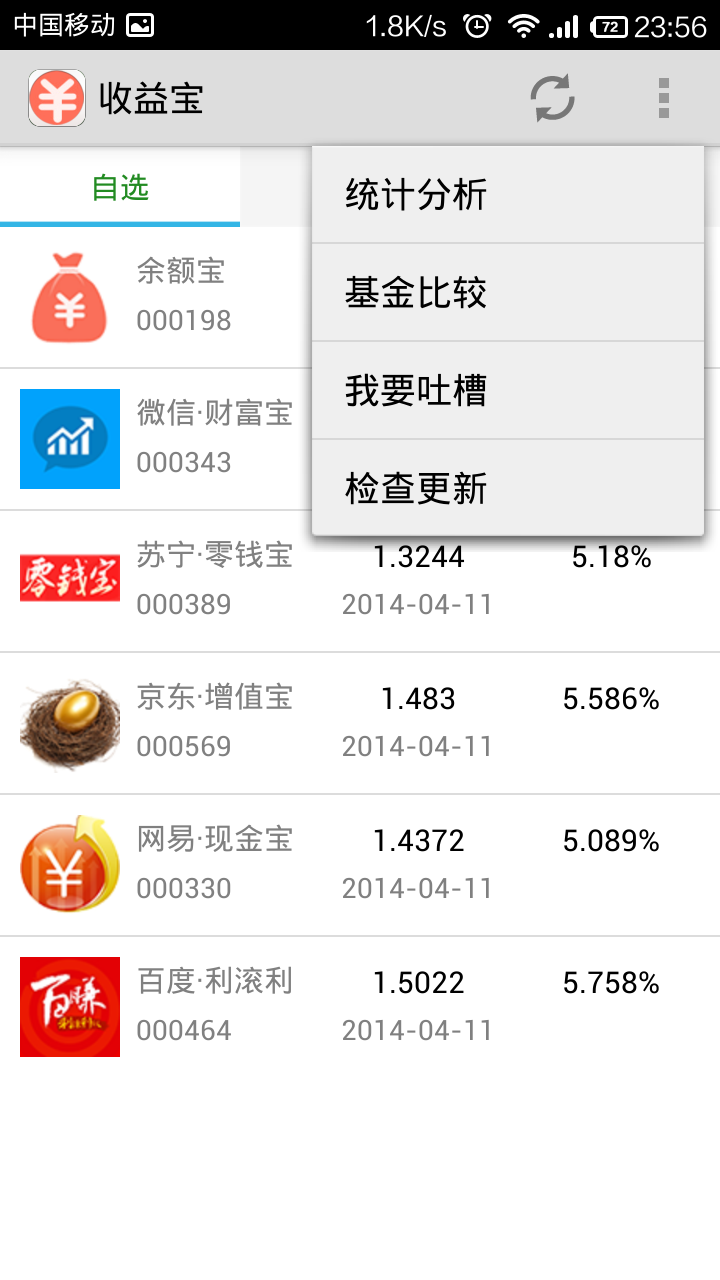 中国移动 1.8K/s 72 23:56
收益宝
自选
统计分析
基金比较
我要吐槽
检查更新
余额宝
000198
微信·财富宝
000343
零钱宝
苏宁·零钱宝 1.3244 5.18%
000389 2014-04-11
京东·增值宝 1.483 5.586%
000569 2014-04-11
网易·现金宝 1.4372 5.089%
000330 2014-04-11
百赚
百度·利滚利 1.5022 5.758%
000464 2014-04-11